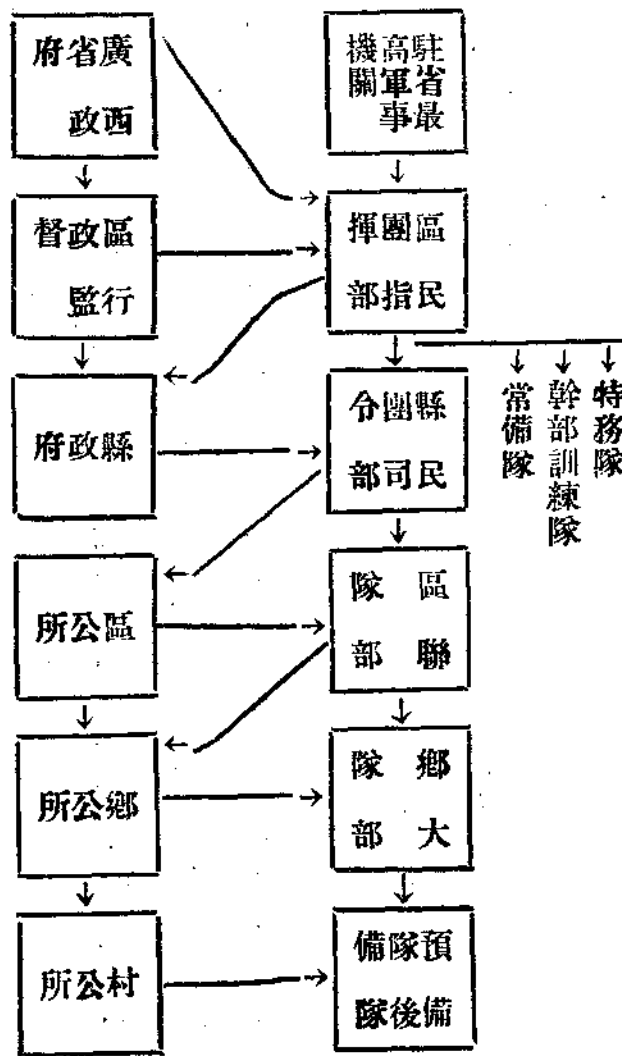 特務隊
幹部訓練隊
常備隊
駐省最
高軍事
機關
廣西
省政
府
區民
團指
揮部
區行
政監
督
縣民
團司
令部
縣政府
區聯
隊部
區公所
鄉大
隊部
鄉公所
預備
隊後
備隊
村公所